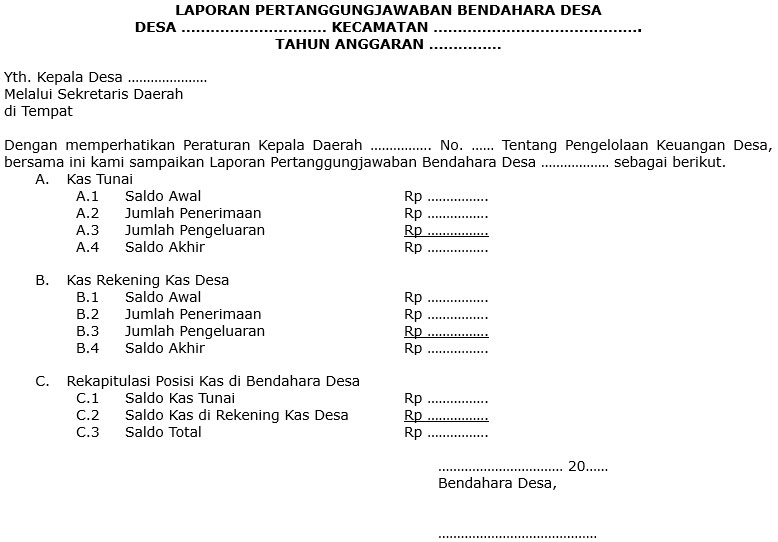 LAPORAN PERTANGGUNGJAWABAN BENDAHARA DESA
DESA .............................. KECAMATAN ...........................................
TAHUN ANGGARAN ...............
Yth. Kepala Desa .....................
Melalui Sekretaris Daerah
di Tempat
Dengan memperhatikan Peraturan Kepala Daerah ................ No. ...... Tentang Pengelolaan Keuangan Desa,
bersama ini kami sampaikan Laporan Pertanggungjawaban Bendahara Desa .................. sebagai berikut.
A. Kas Tunai
A.1 Saldo Awal Rp ................
A.2 Jumlah Penerimaan Rp ................
A.3 Jumlah Pengeluaran Rp ................
A.4 Saldo Akhir Rp ................
B. Kas Rekening Kas Desa
B.1 Saldo Awal Rp ................
B.2 Jumlah Penerimaan Rp ................
B.3 Jumlah Pengeluaran Rp ................
B.4 Saldo Akhir Rp ................
C. Rekapitulasi Posisi Kas di Bendahara Desa
C.1 Saldo Kas Tunai Rp ................
C.2 Saldo Kas di Rekening Kas Desa Rp ................
C.3 Saldo Total Rp ................
................................. 20......
Bendahara Desa,
..........................................